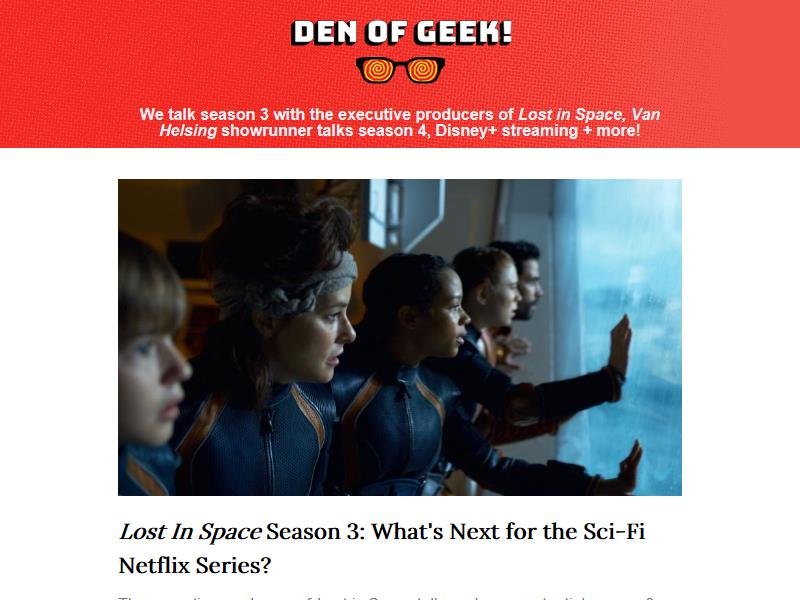 DEN OF GEEK!
We talk season 3 with the executive producers of Lost in Space, Van
Helsing showrunner talks season 4, Disney+ streaming + more!
Lost In Space Season 3: What's Next for the Sci-Fi
Netflix Series?